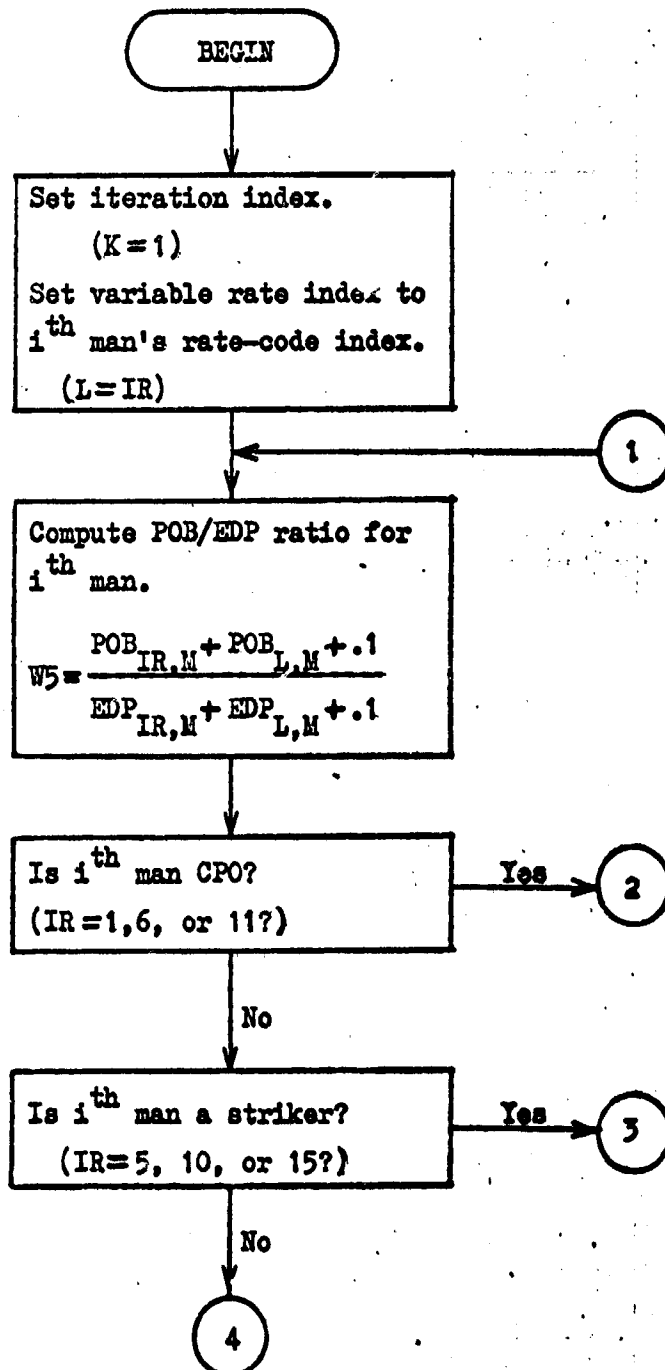 BEGIN
Set iteration index.
(K=1)
Set variable rate index to
i^th man's rate-code index.
(L=IR)
1
Compute POB/EDP ratio for
i^th man.
W5 = (POB_IR,M + POB_L,M + .1) / (EDP_IR,M + EDP_L,M + .1)
Is i^th man CPO?
(IR=1,6, or 11?)
Yes
2
No
Is i^th man a striker?
(IR=5, 10, or 15?)
Yes
3
No
4